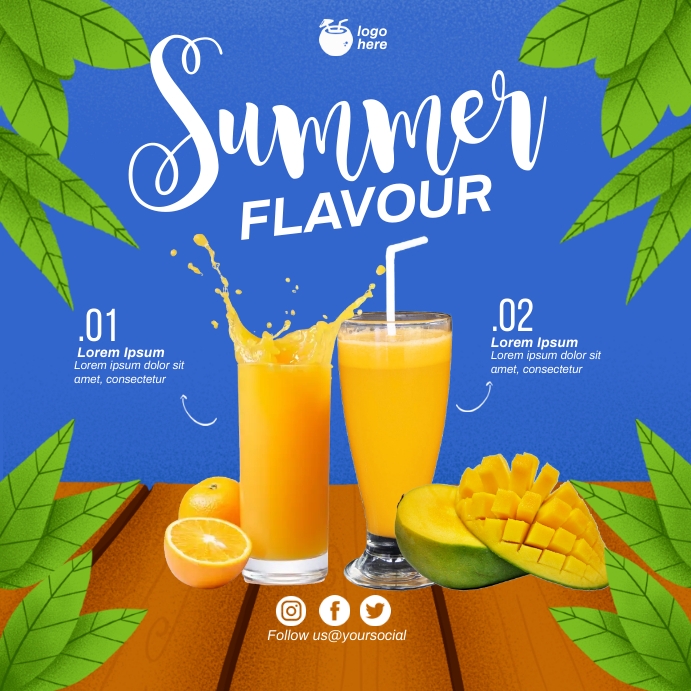 logo
here
Summer
FLAVOUR
.01
Lorem Ipsum
Lorem ipsum dolor sit
amet, consectetur
.02
Lorem Ipsum
Lorem ipsum dolor sit
amet, consectetur
Follow us@yoursocial